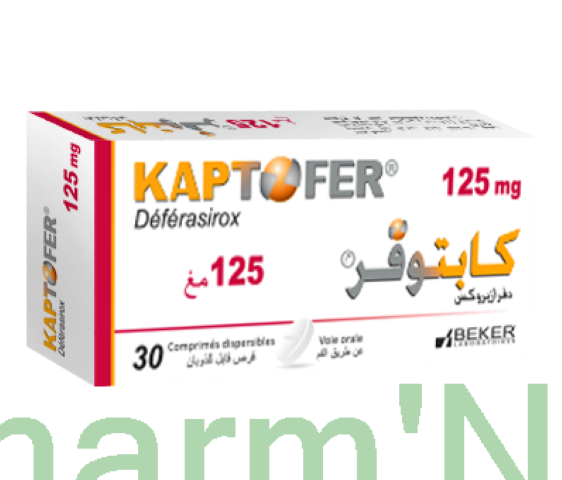 KAPTOFER®
125 mg
Déférasirox
KAPTOFER®
125 mg
Déférasirox
كابتوفر®
دفرازيروكس
125 مغ
30 Comprimés dispersibles
قرص قابل للذوبان
Voie orale
عن طريق الفم
BEKER
LABORATOIRES
harm'N